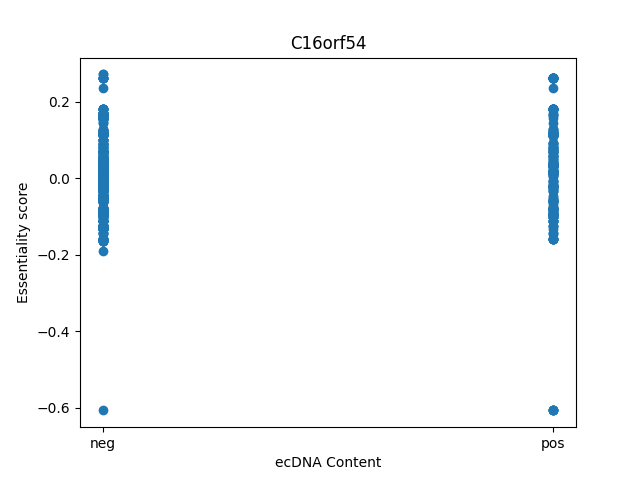 C16orf54
Essentiality score
0.2
0.0
−0.2
−0.4
−0.6
neg
pos
ecDNA Content